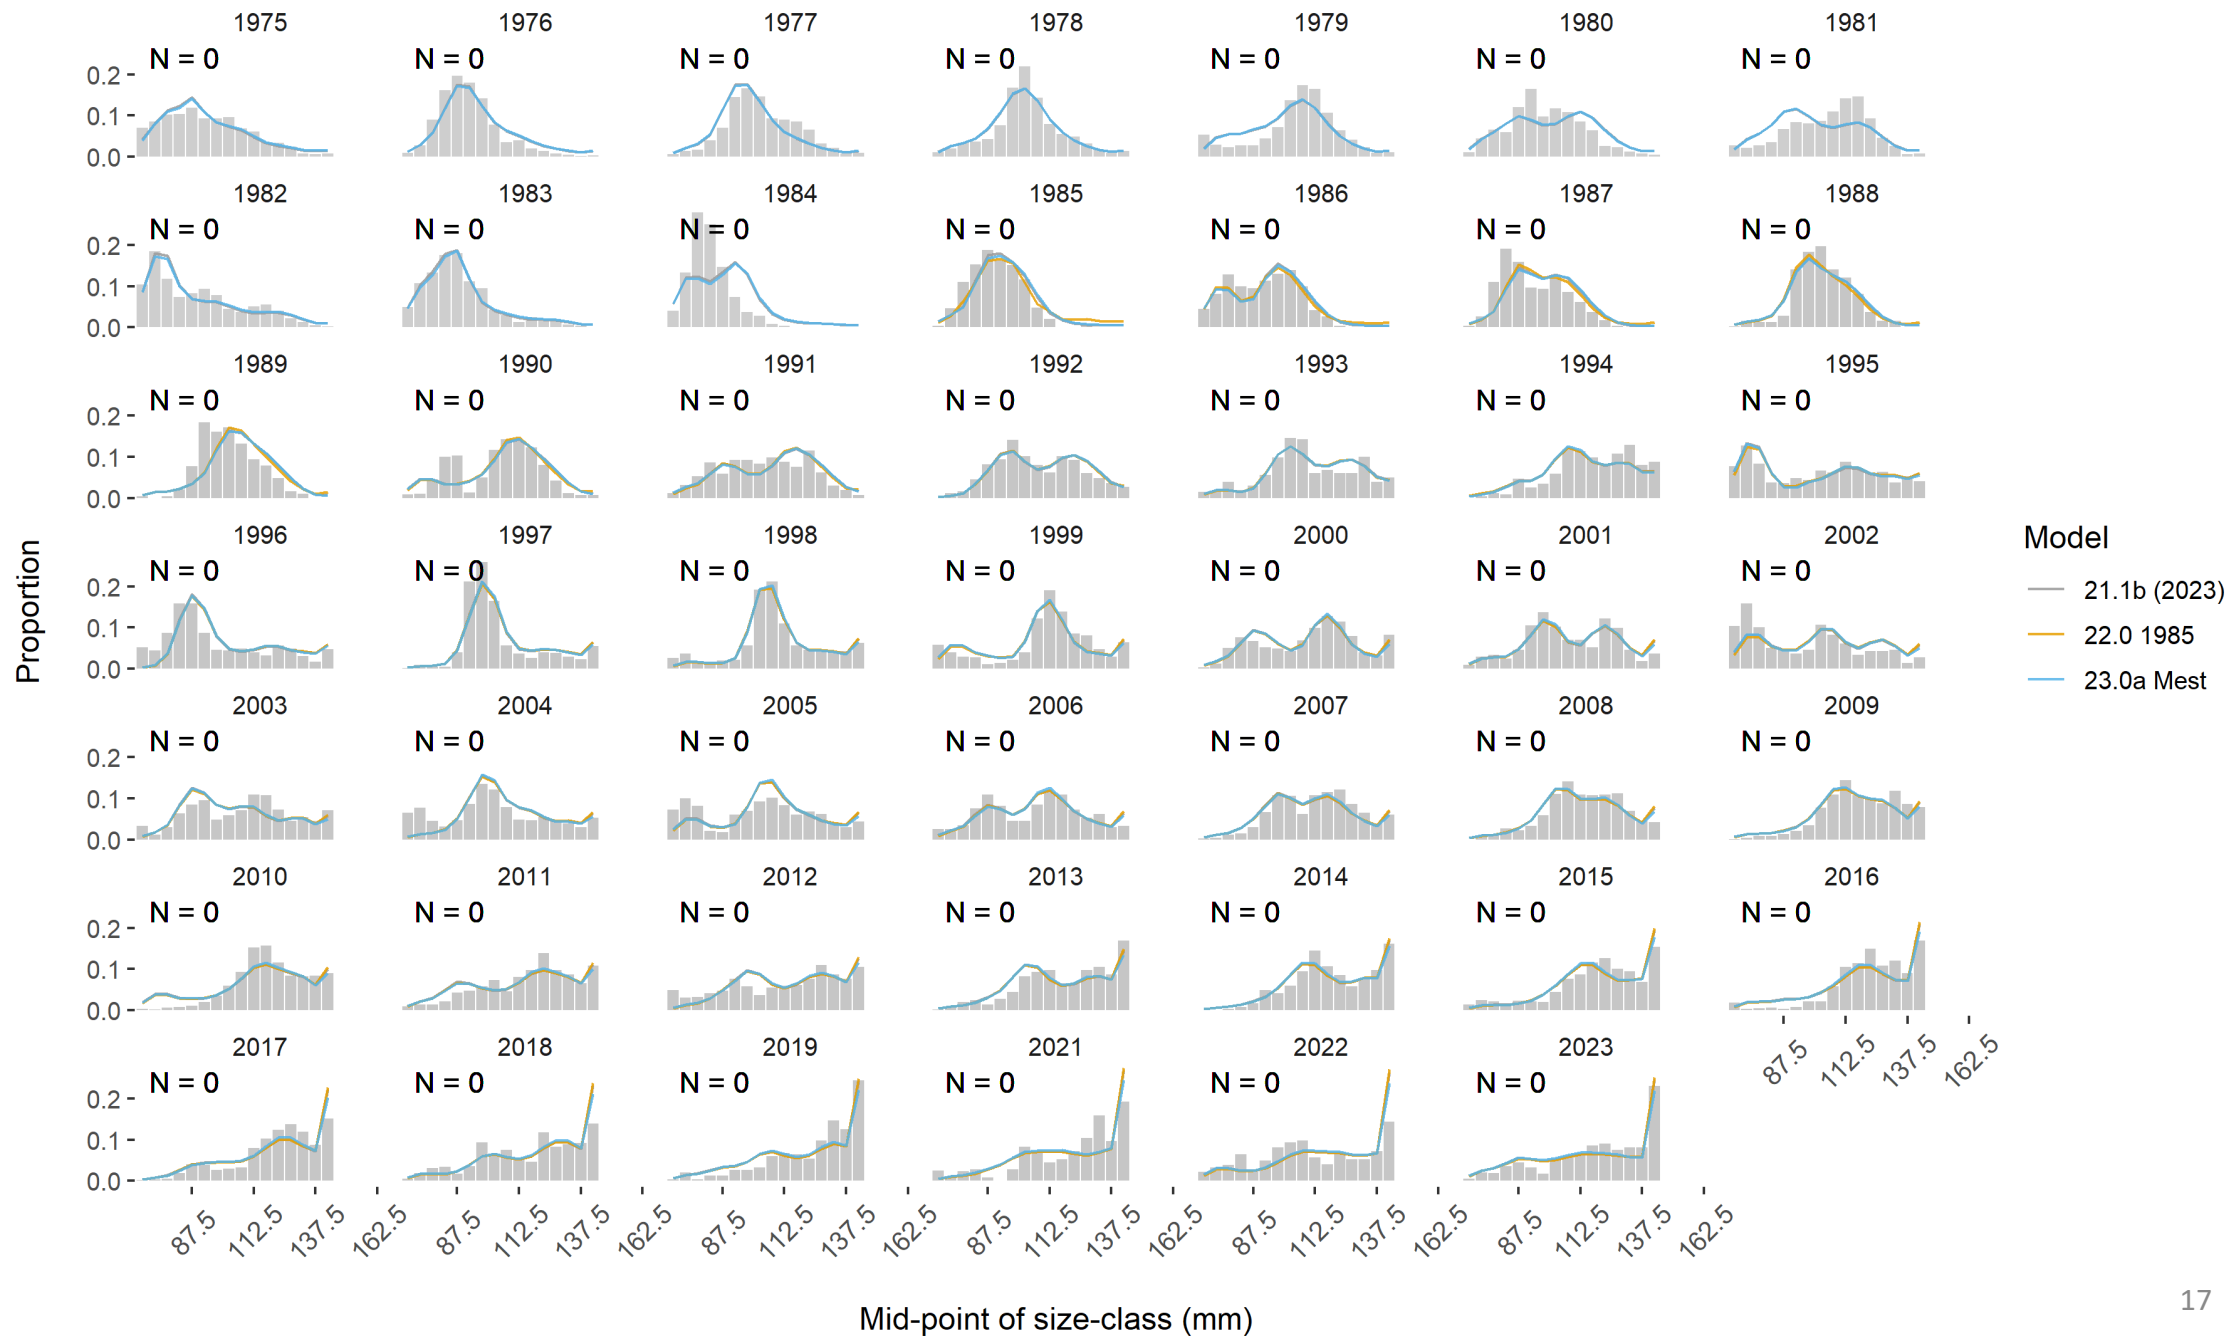 1975 1976 1977 1978 1979 1980 1981
N = 0 N = 0 N = 0 N = 0 N = 0 N = 0 N = 0
0.2
0.1
0.0
1982 1983 1984 1985 1986 1987 1988
N = 0 N = 0 N = 0 N = 0 N = 0 N = 0 N = 0
0.2
0.1
0.0
1989 1990 1991 1992 1993 1994 1995
N = 0 N = 0 N = 0 N = 0 N = 0 N = 0 N = 0
0.2
0.1
0.0
1996 1997 1998 1999 2000 2001 2002
N = 0 N = 0 N = 0 N = 0 N = 0 N = 0 N = 0
0.2
0.1
0.0
2003 2004 2005 2006 2007 2008 2009
N = 0 N = 0 N = 0 N = 0 N = 0 N = 0 N = 0
0.2
0.1
0.0
2010 2011 2012 2013 2014 2015 2016
N = 0 N = 0 N = 0 N = 0 N = 0 N = 0 N = 0
0.2
0.1
0.0
87.5 112.5 137.5 162.5
2017 2018 2019 2021 2022 2023
N = 0 N = 0 N = 0 N = 0 N = 0 N = 0
0.2
0.1
0.0
87.5 112.5 137.5 162.5 87.5 112.5 137.5 162.5 87.5 112.5 137.5 162.5 87.5 112.5 137.5 162.5 87.5 112.5 137.5 162.5 87.5 112.5 137.5 162.5
Proportion
Mid-point of size-class (mm)
Model
21.1b (2023)
22.0 1985
23.0a Mest
17